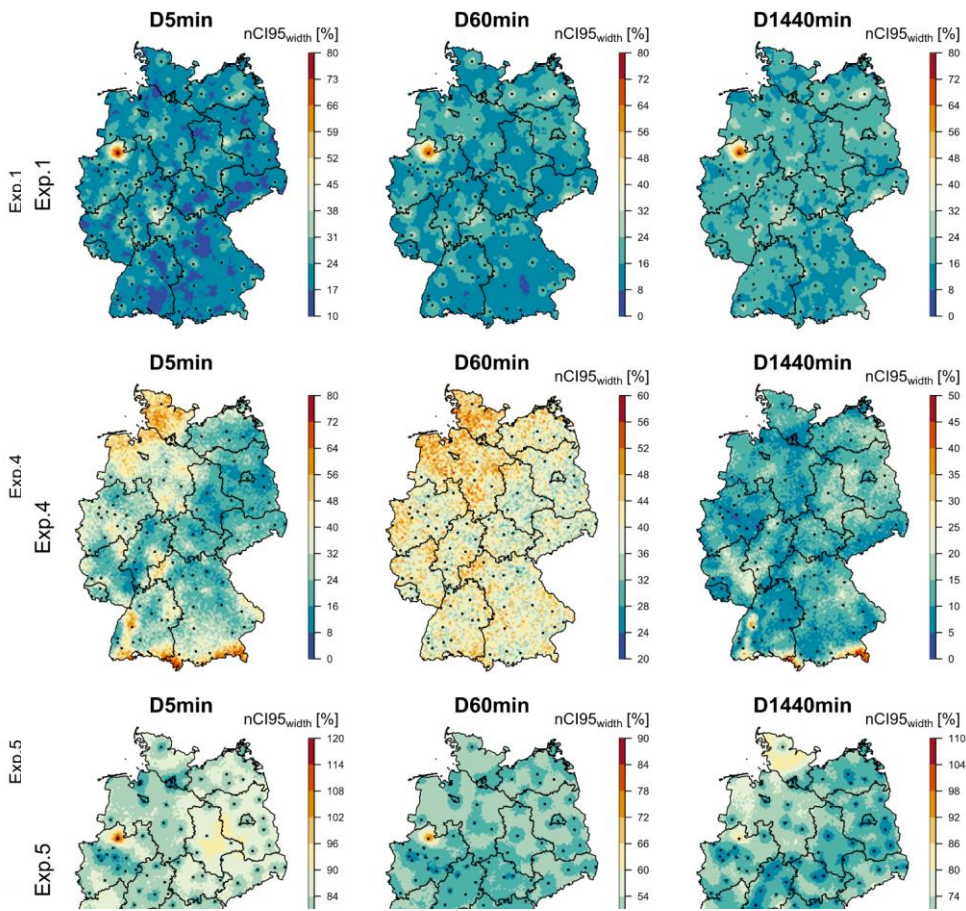 D5min D60min D1440min
nCI95width [%] nCI95width [%] nCI95width [%]
80 80 80
73 72 72
66 64 64
59 56 56
52 48 48
45 40 40
38 32 32
31 24 24
24 16 16
17 8 8
10 0 0
Exp.1
Exp.1
D5min D60min D1440min
nCI95width [%] nCI95width [%] nCI95width [%]
80 60 50
72 56 45
64 52 40
56 48 35
48 44 30
40 40 25
32 36 20
24 32 15
16 28 10
8 24 5
0 20 0
Exp.4
Exp.4
D5min D60min D1440min
nCI95width [%] nCI95width [%] nCI95width [%]
120 90 110
114 84 104
108 78 98
102 72 92
96 66 86
90 60 80
84 54 74
Exp.5
Exp.5